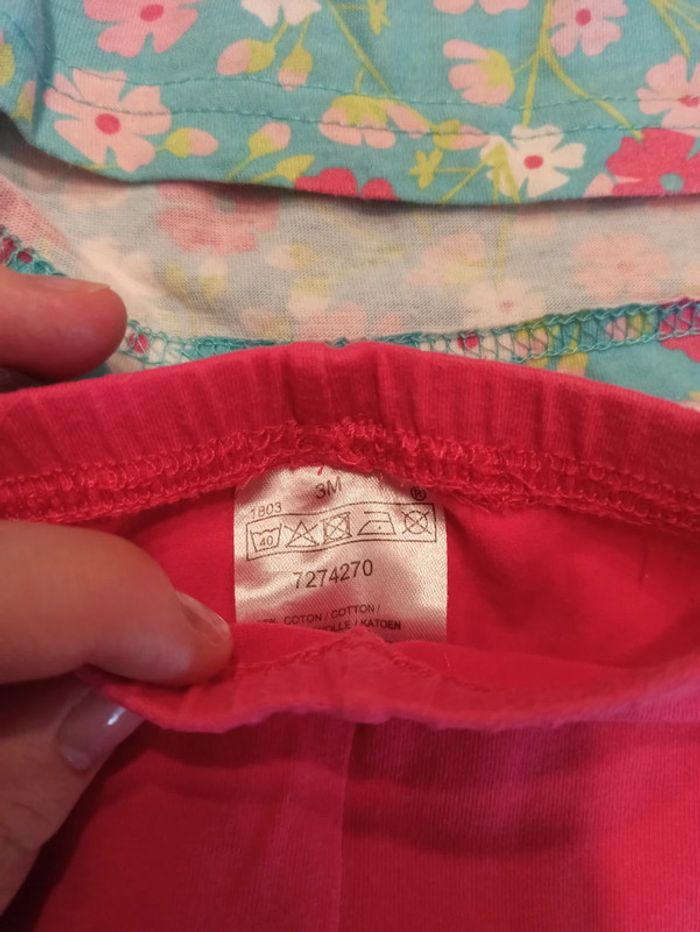 3M
1803 ®
40
7274270
COTON / COTTON /
KATOEN